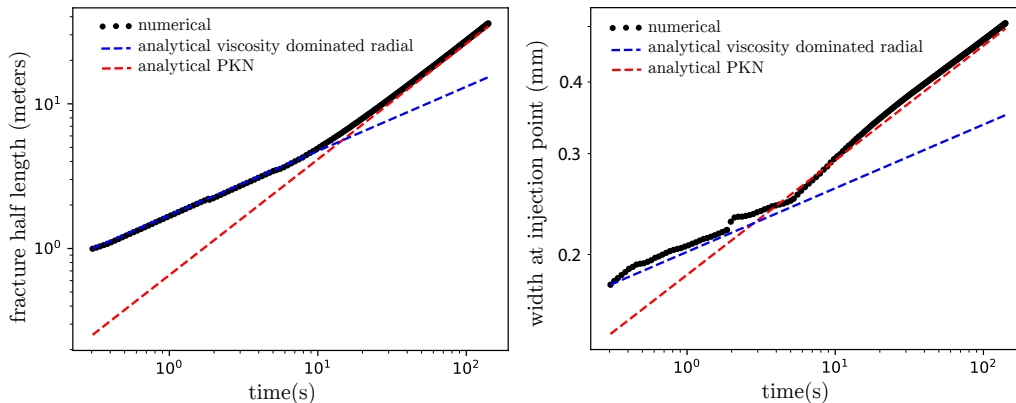 numerical
analytical viscosity dominated radial
analytical PKN
fracture half length (meters)
10¹
10⁰
10⁰
10¹
10²
time(s)
numerical
analytical viscosity dominated radial
analytical PKN
width at injection point (mm)
0.4
0.3
0.2
10⁰
10¹
10²
time(s)